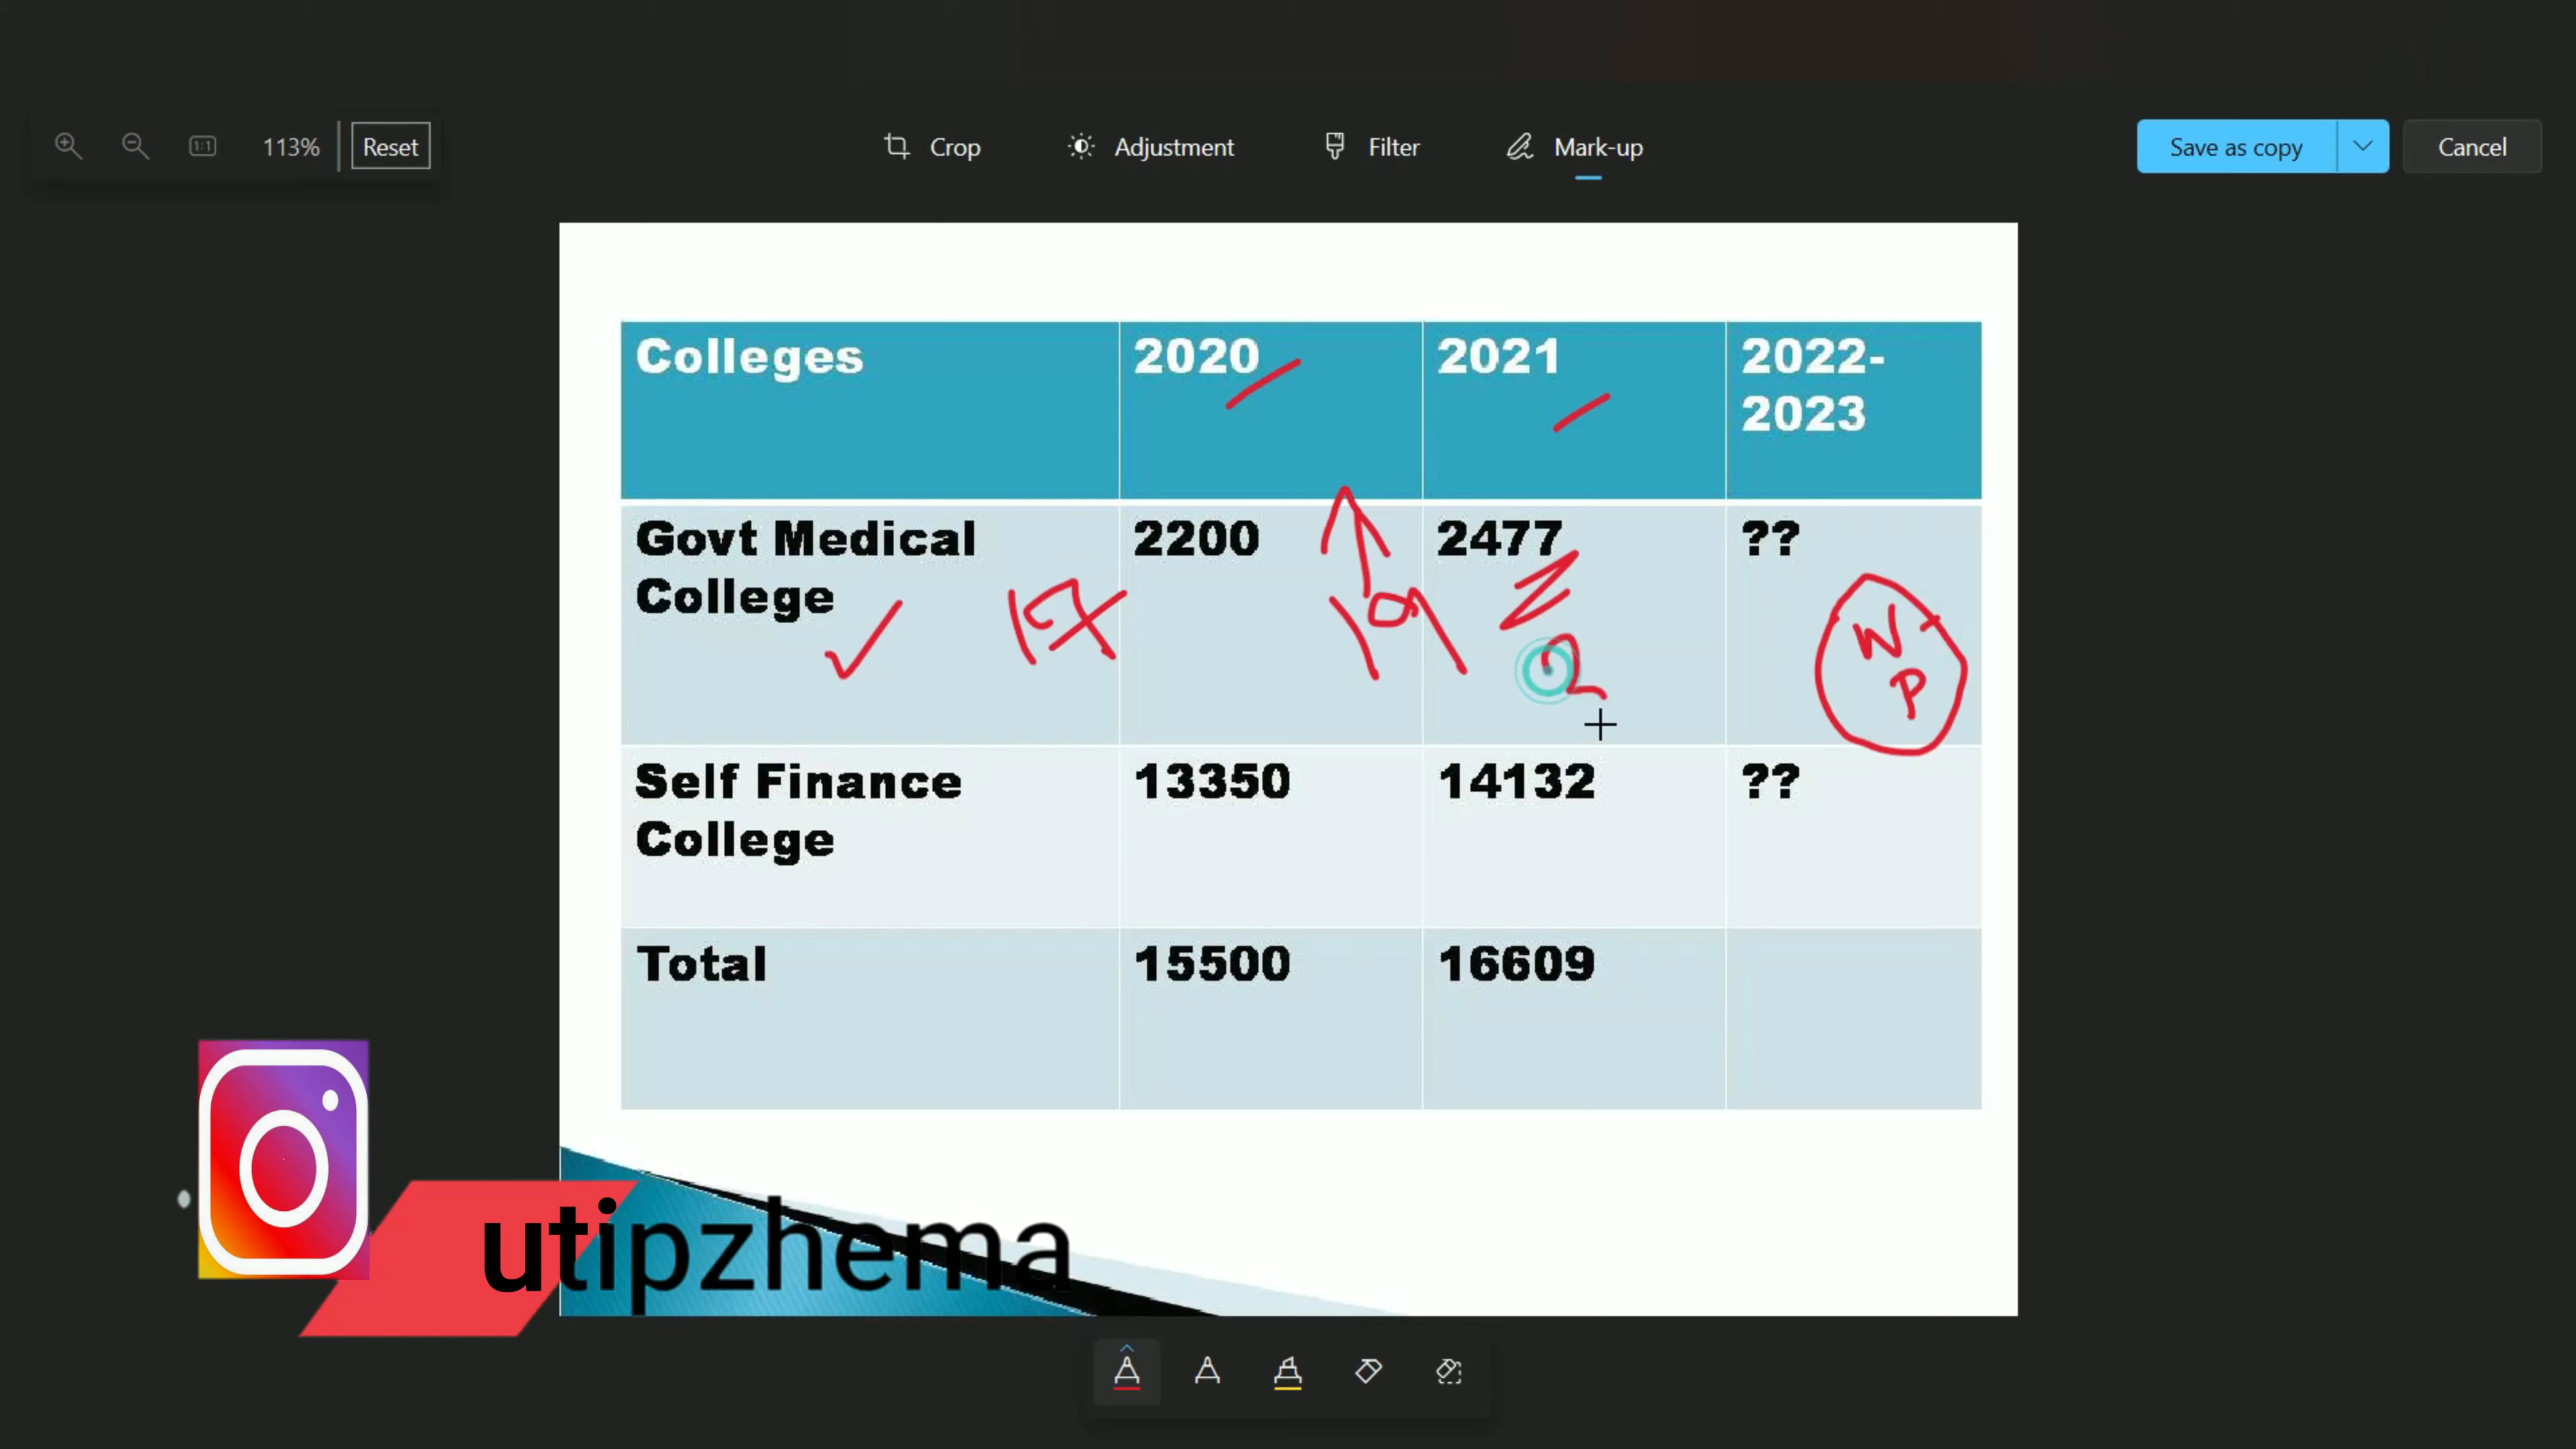 113%
Reset
Crop
Adjustment
Filter
Mark-up
Save as copy
Cancel
Colleges 2020 2021 2022-
2023
Govt Medical 2200 2477 ??
College
W
P
Self Finance 13350 14132 ??
College
Total 15500 16609
utipzhema